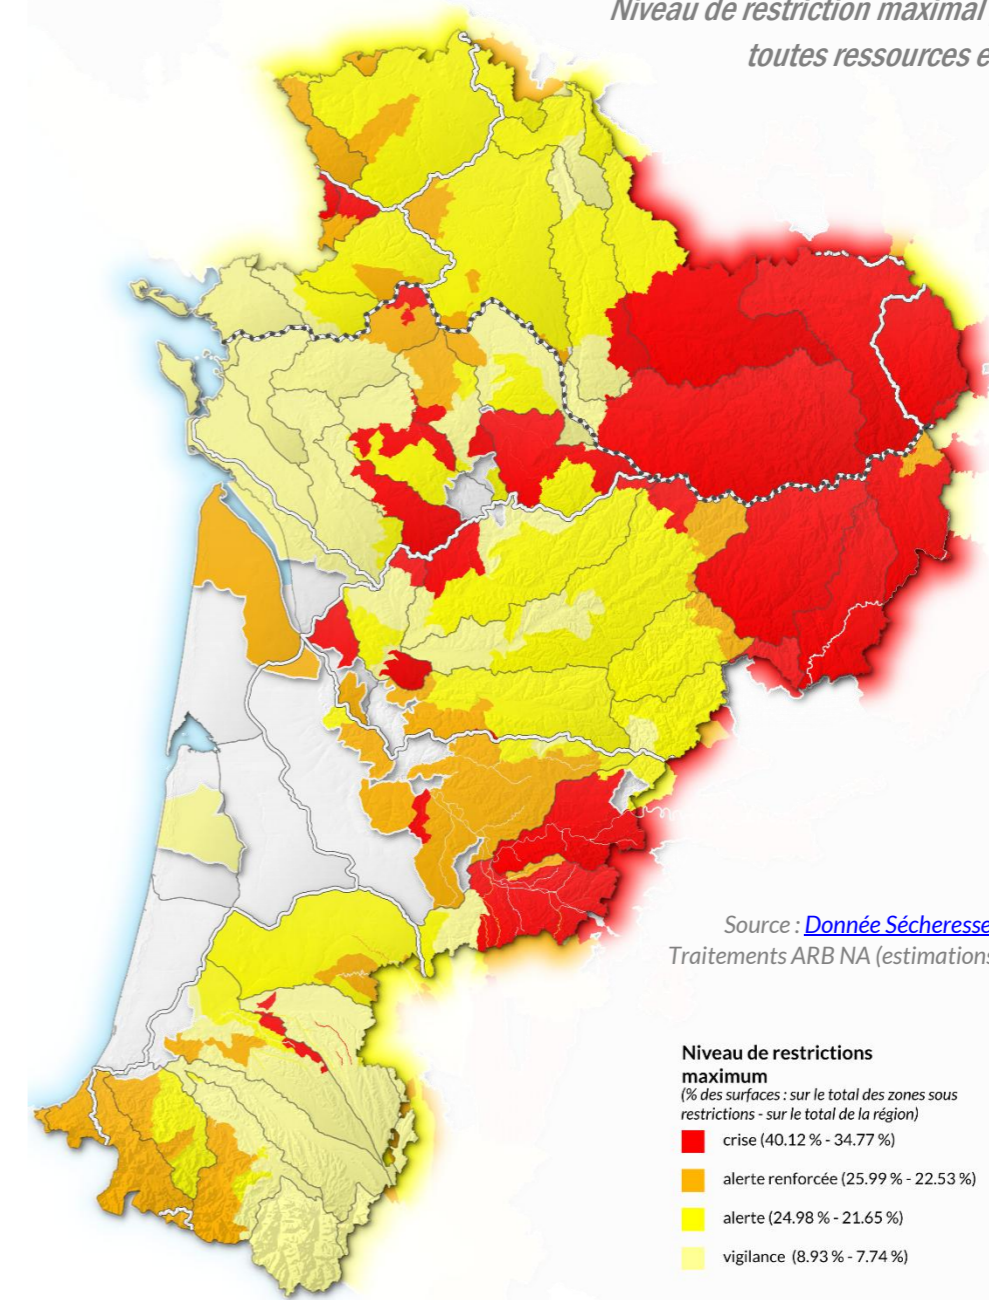 Niveau de restriction maximal
toutes ressources e
Source : Donnée Sécheresse
Traitements ARB NA (estimations
Niveau de restrictions
maximum
(% des surfaces : sur le total des zones sous
restrictions - sur le total de la région)
crise (40.12 % - 34.77 %)
alerte renforcée (25.99 % - 22.53 %)
alerte (24.98 % - 21.65 %)
vigilance (8.93 % - 7.74 %)